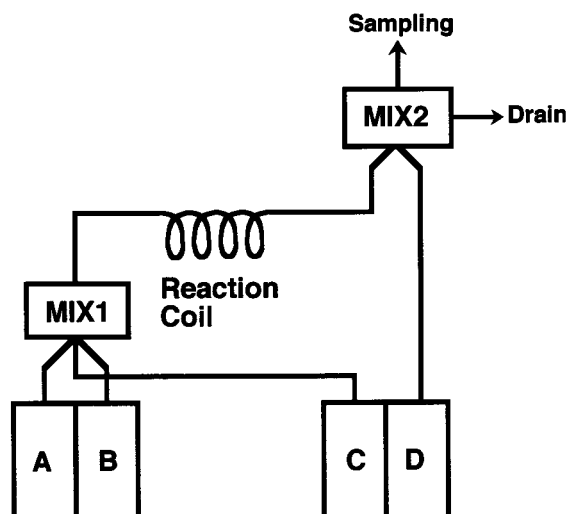 Sampling
MIX2
Drain
Reaction
Coil
MIX1
A
B
C
D